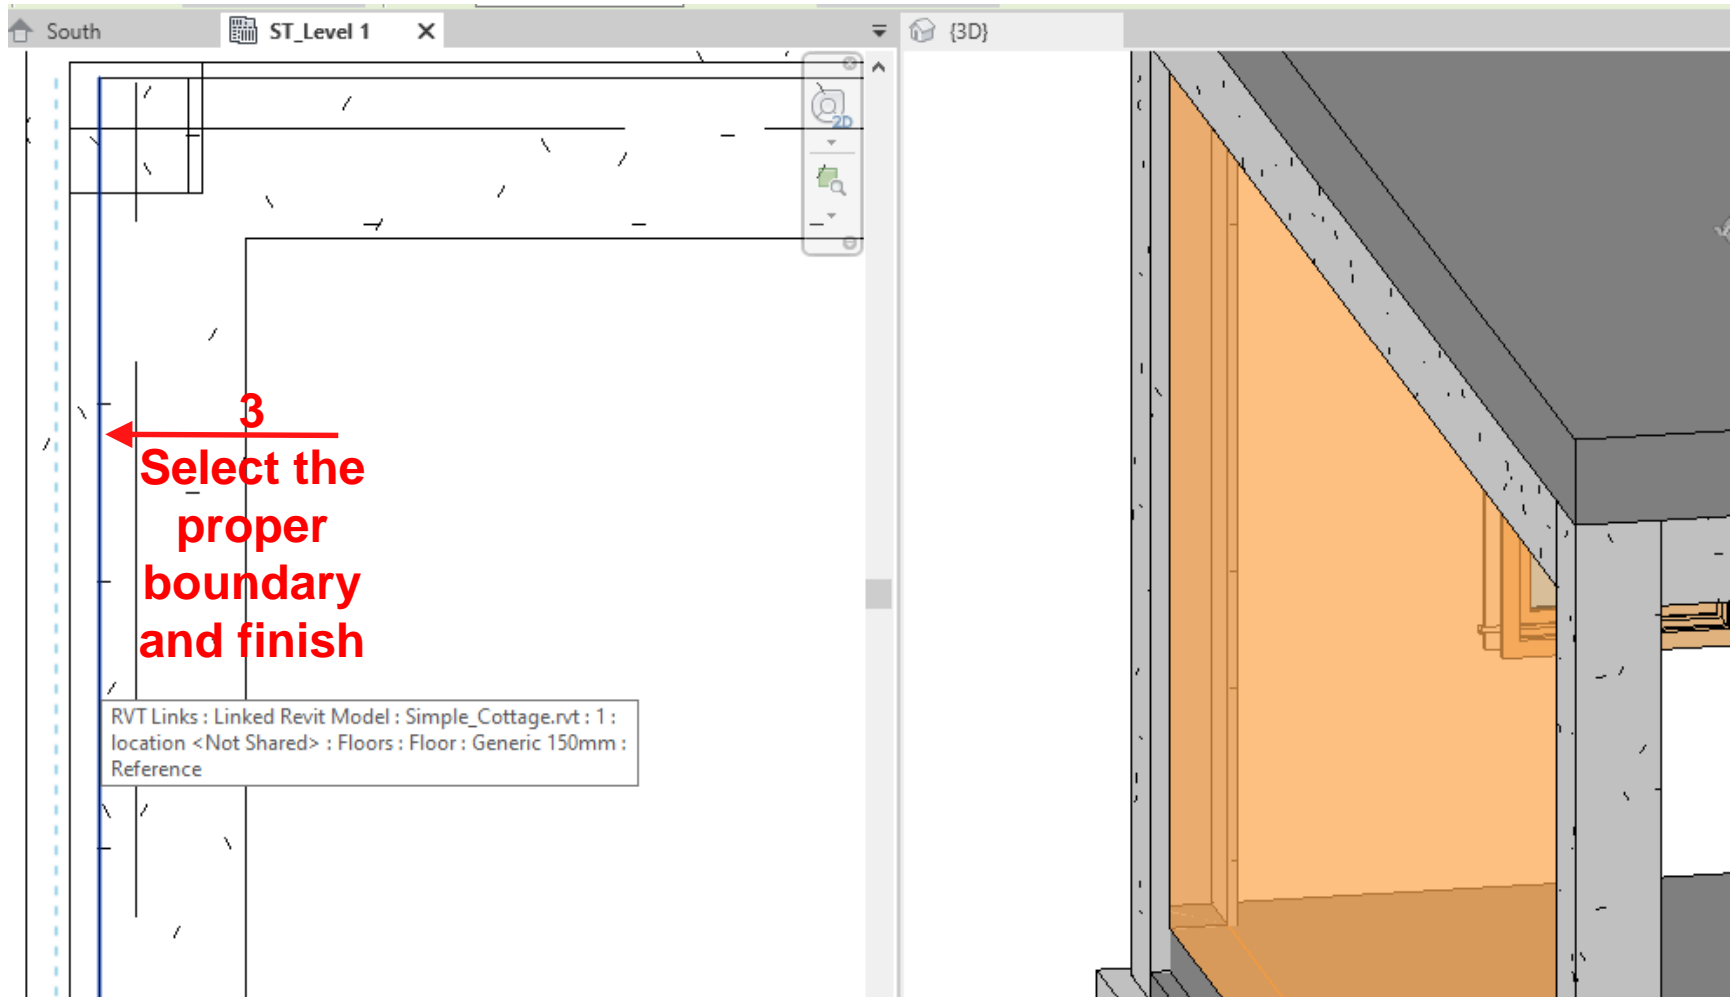 South
ST_Level 1
{3D}
2D
3
Select the
proper
boundary
and finish
RVT Links : Linked Revit Model : Simple_Cottage.rvt : 1 :
location <Not Shared> : Floors : Floor : Generic 150mm :
Reference